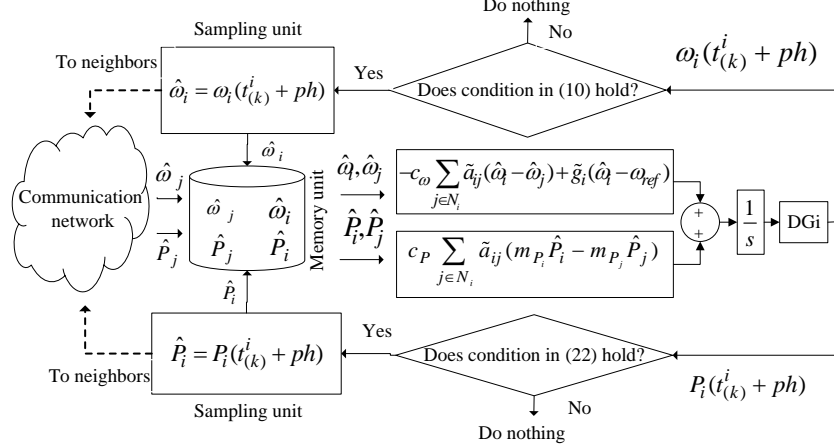 Do nothing
Sampling unit
No
To neighbors
Yes
ω̂_i = ω_i(t^i_(k) + ph)
Does condition in (10) hold?
ω_i(t^i_(k) + ph)
ω̂_i
Communication
network
ω̂_j
P̂_j
ω̂_j ω̂_i
P̂_j P̂_i
Memory unit
ω̂_i, ω̂_j
P̂_i, P̂_j
-c_ω ∑_{j∈N_i} ã_ij(ω̂_i - ω̂_j) + g̃_i(ω̂_i - ω_ref)
c_P ∑_{j∈N_i} ã_ij(m_{P_i} P̂_i - m_{P_j} P̂_j)
+
+
1/s
DGi
P̂_i
P̂_i = P_i(t^i_(k) + ph)
Yes
Does condition in (22) hold?
P_i(t^i_(k) + ph)
To neighbors
Sampling unit
No
Do nothing